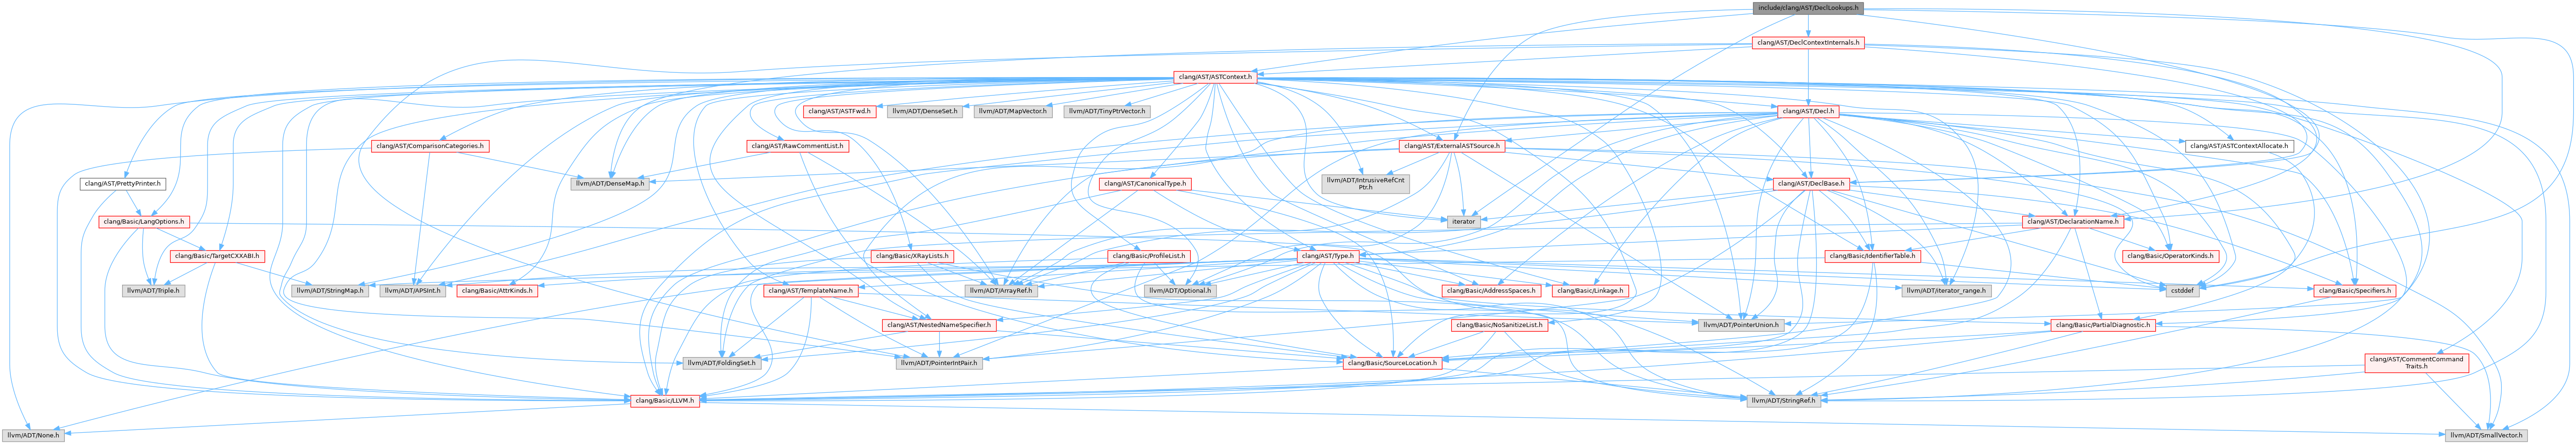 include/clang/AST/DeclLookups.h
clang/AST/DeclContextInternals.h
clang/AST/ASTContext.h
clang/AST/ASTFwd.h
llvm/ADT/DenseSet.h
llvm/ADT/MapVector.h
llvm/ADT/TinyPtrVector.h
clang/AST/Decl.h
clang/AST/ComparisonCategories.h
clang/AST/RawCommentList.h
clang/AST/ExternalASTSource.h
clang/AST/ASTContextAllocate.h
clang/AST/PrettyPrinter.h
llvm/ADT/DenseMap.h
clang/AST/CanonicalType.h
llvm/ADT/IntrusiveRefCnt
Ptr.h
clang/AST/DeclBase.h
clang/Basic/LangOptions.h
iterator
clang/AST/DeclarationName.h
clang/Basic/TargetCXXABI.h
clang/Basic/XRayLists.h
clang/Basic/ProfileList.h
clang/AST/Type.h
clang/Basic/IdentifierTable.h
clang/Basic/OperatorKinds.h
llvm/ADT/Triple.h
llvm/ADT/StringMap.h
llvm/ADT/APSInt.h
clang/Basic/AttrKinds.h
clang/AST/TemplateName.h
llvm/ADT/ArrayRef.h
llvm/ADT/Optional.h
clang/Basic/AddressSpaces.h
clang/Basic/Linkage.h
llvm/ADT/iterator_range.h
cstddef
clang/Basic/Specifiers.h
clang/AST/NestedNameSpecifier.h
clang/Basic/NoSanitizeList.h
llvm/ADT/PointerUnion.h
clang/Basic/PartialDiagnostic.h
llvm/ADT/FoldingSet.h
llvm/ADT/PointerIntPair.h
clang/Basic/SourceLocation.h
clang/AST/CommentCommand
Traits.h
clang/Basic/LLVM.h
llvm/ADT/StringRef.h
llvm/ADT/None.h
llvm/ADT/SmallVector.h